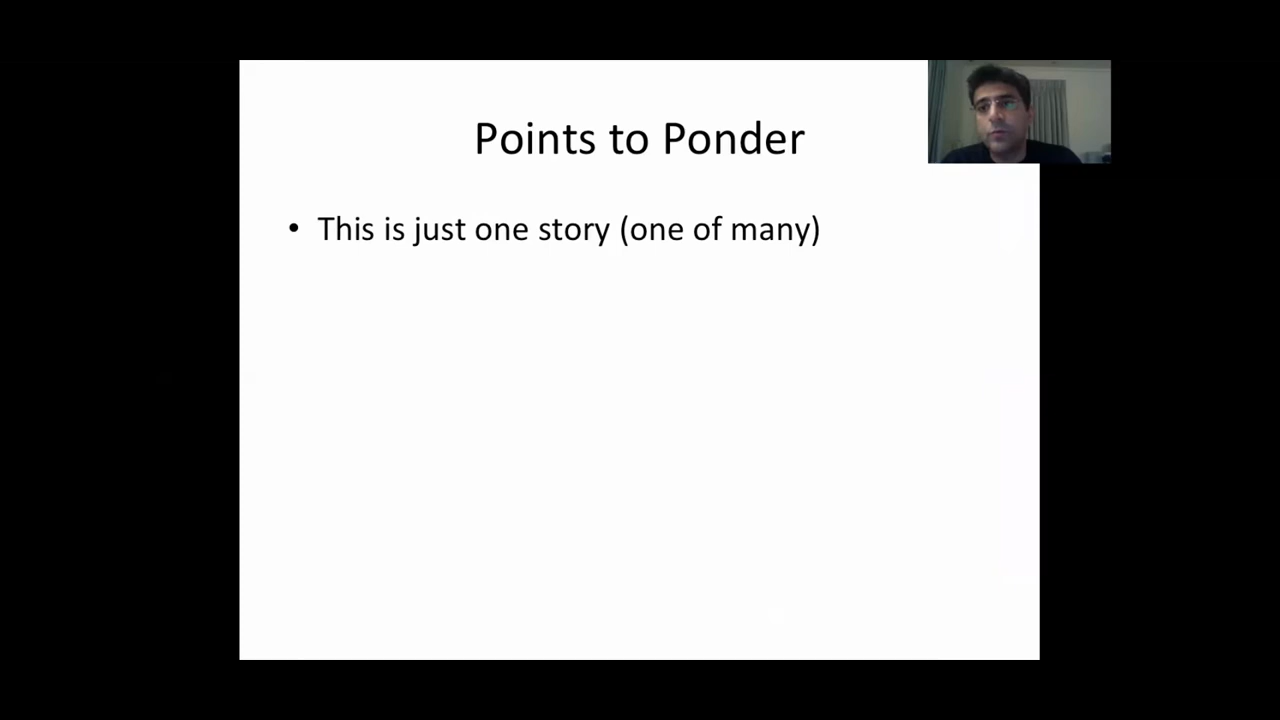 Points to Ponder
• This is just one story (one of many)